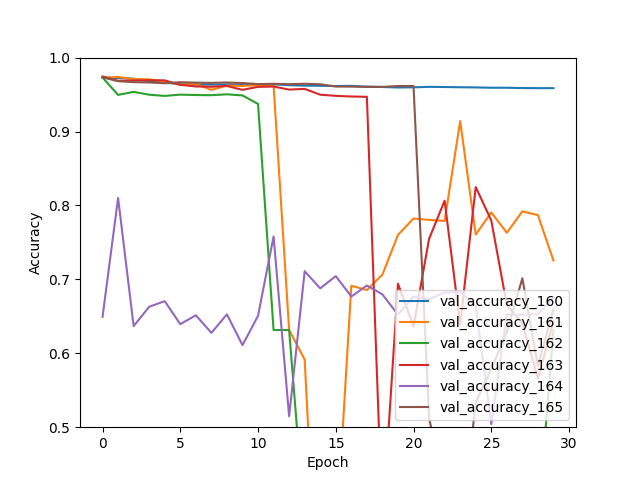 1.0
0.9
0.8
0.7
0.6
0.5
Accuracy
0
5
10
15
20
25
30
Epoch
val_accuracy_160
val_accuracy_161
val_accuracy_162
val_accuracy_163
val_accuracy_164
val_accuracy_165